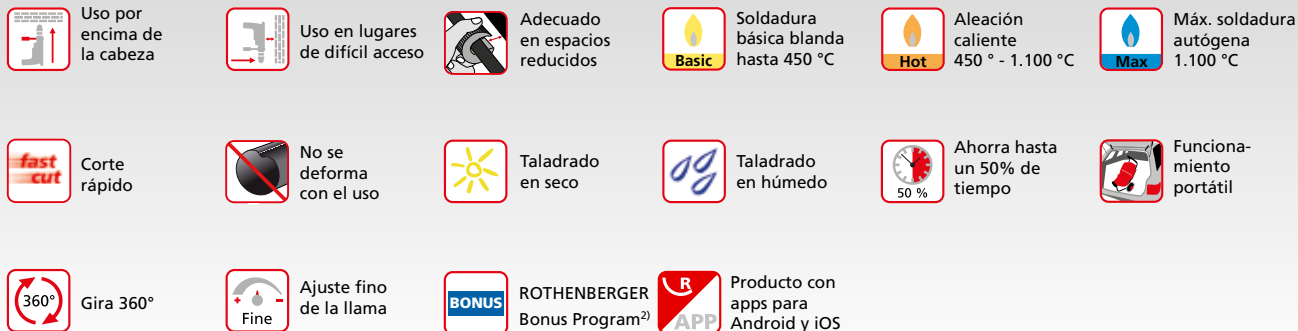 Uso por
encima de
la cabeza
Uso en lugares
de difícil acceso
Adecuado
en espacios
reducidos
Basic
Soldadura
básica blanda
hasta 450 °C
Hot
Aleación
caliente
450 ° - 1.100 °C
Max
Máx. soldadura
autógena
1.100 °C
fast
cut
Corte
rápido
No se
deforma
con el uso
Taladrado
en seco
Taladrado
en húmedo
50 %
Ahorra hasta
un 50% de
tiempo
Funciona-
miento
portátil
360°
Gira 360°
+ -
Fine
Ajuste fino
de la llama
BONUS
ROTHENBERGER
Bonus Program2)
R
APP
Producto con
apps para
Android y iOS